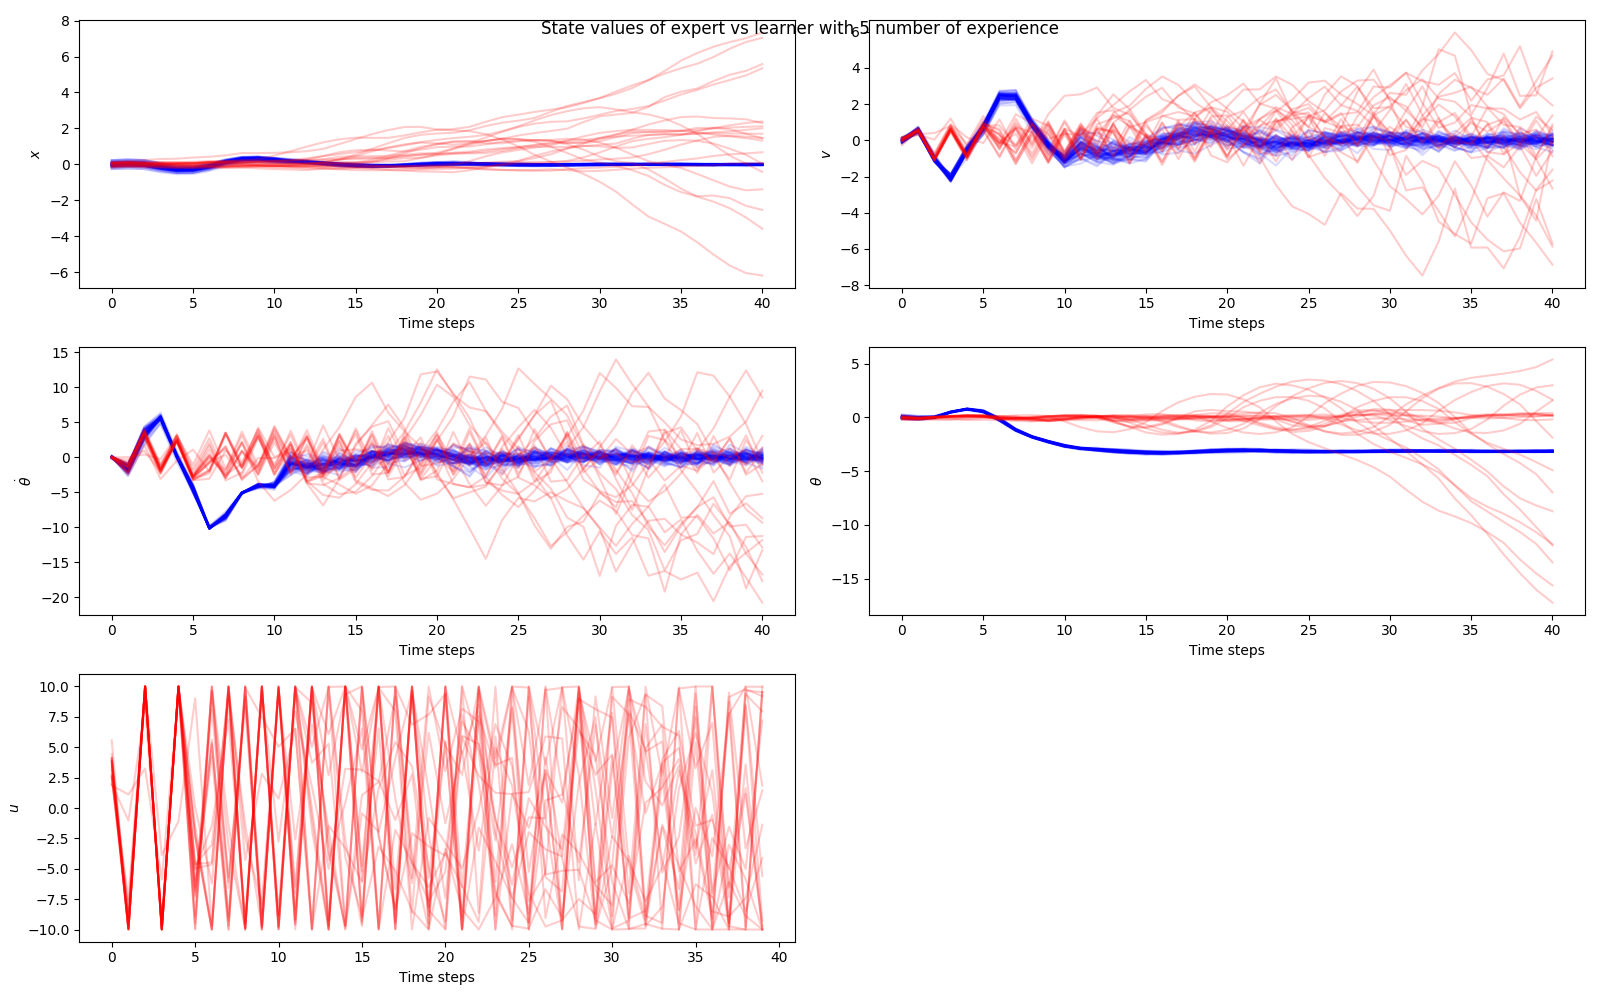 State values of expert vs learner with 5 number of experience
8
6
4
2
0
−2
−4
−6
x
0 5 10 15 20 25 30 35 40
Time steps
6
4
2
0
−2
−4
−6
−8
v
0 5 10 15 20 25 30 35 40
Time steps
15
10
5
0
−5
−10
−15
−20
θ̇
0 5 10 15 20 25 30 35 40
Time steps
5
0
−5
−10
−15
θ
0 5 10 15 20 25 30 35 40
Time steps
10.0
7.5
5.0
2.5
0.0
−2.5
−5.0
−7.5
−10.0
u
0 5 10 15 20 25 30 35 40
Time steps